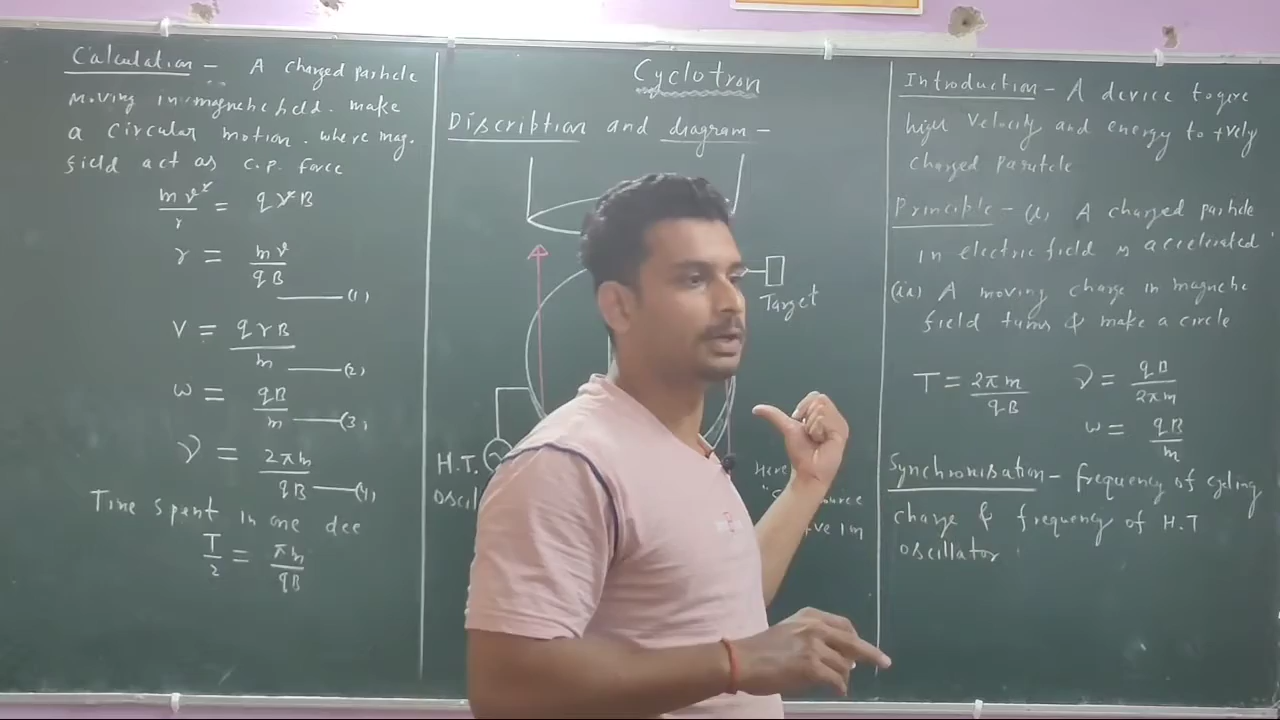 Calculation - A charged particle
moving in magnetic field. make
a circular motion. where mag.
field act as C.P. force
mv²/r = qvB
r = mv/qB —(1)
v = qrB/m —(2)
w = qB/m —(3)
ν = 2πm/qB —(4)
Time spent in one dee
T/2 = πm/qB
Cyclotron
Discribtion and diagram -
Target
H.T.
Oscil
Here
ource
+ve
Introduction - A device to give
high velocity and energy to +vely
charged particle
Principle - (i) A charged particle
in electric field is accelerated
(ii) A moving charge in magnetic
field turns & make a circle
T = 2πm/qB ν = qB/2πm
w = qB/m
Synchronisation - frequency of cycling
charge & frequency of H.T
oscillator